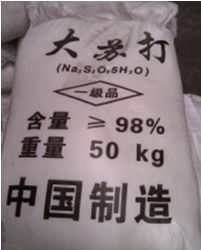 大苏打
(Na₂S₂O₃5H₂O)
一级品
含量 ≥ 98%
重量 50 kg
中国制造